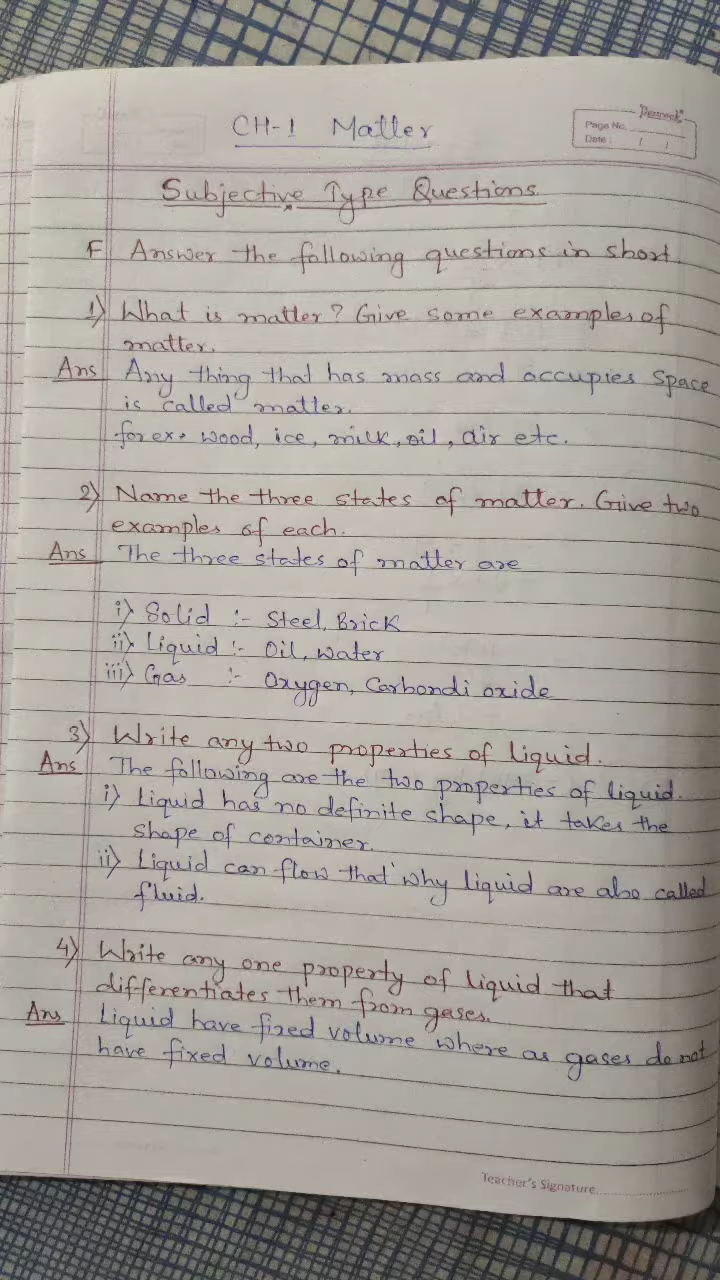 CH-1 Matter
Page No.
Date: / /
Subjective Type Questions
F Answer the following questions in short
1) What is matter? Give some examples of
matter.
Ans Any thing that has mass and occupies space
is called matter.
for ex. wood, ice, milk, oil, air etc.
2) Name the three states of matter. Give two
examples of each.
Ans The three states of matter are
i) Solid :- Steel, Brick
ii) Liquid :- Oil, water
iii) Gas :- Oxygen, Carbondi oxide
3) Write any two properties of liquid.
Ans The following are the two properties of liquid.
i) Liquid has no definite shape, it takes the
shape of container.
ii) Liquid can flow that why liquid are also called
fluid.
4) Write any one property of liquid that
differentiates them from gases.
Ans Liquid have fixed volume where as gases do not
have fixed volume.
Teacher's Signature